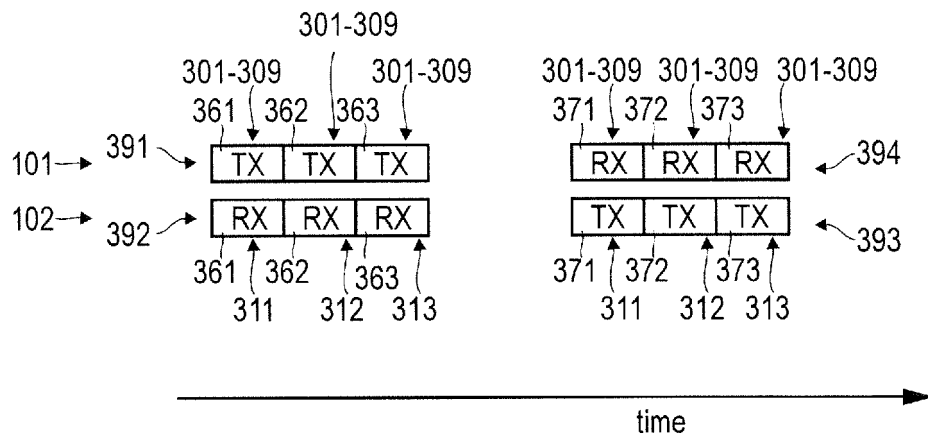 301-309
301-309 301-309 301-309 301-309 301-309
361 362 363 371 372 373
101 391 TX TX TX RX RX RX 394
102 392 RX RX RX TX TX TX 393
361 362 363 371 372 373
311 312 313 311 312 313
time